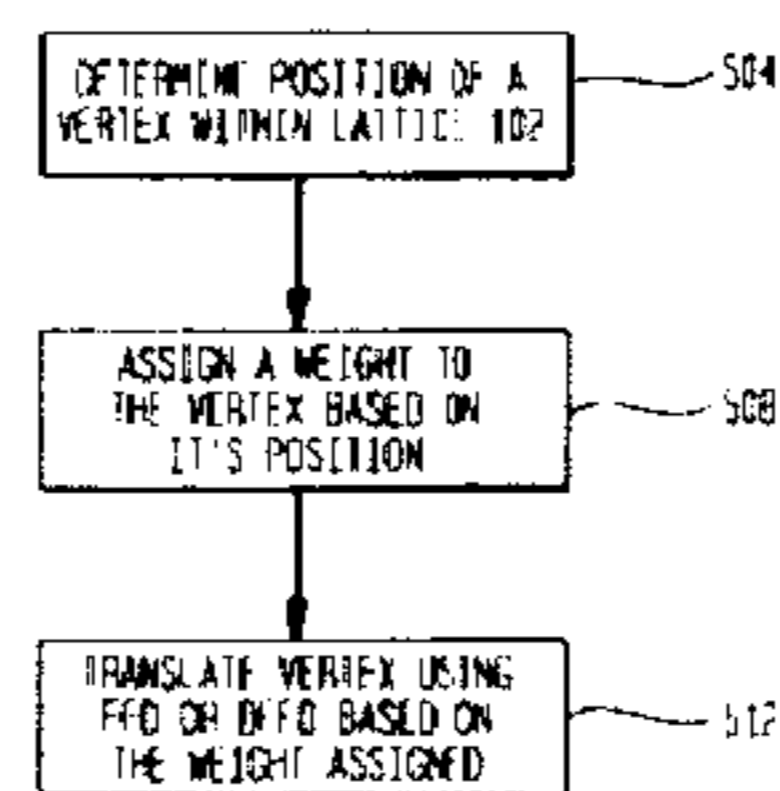 DETERMINE POSITION OF A
VERTEX WITHIN LATTICE 102
504
ASSIGN A WEIGHT TO
THE VERTEX BASED ON
IT'S POSITION
508
TRANSLATE VERTEX USING
FFD OR DFFD BASED ON
THE WEIGHT ASSIGNED
512